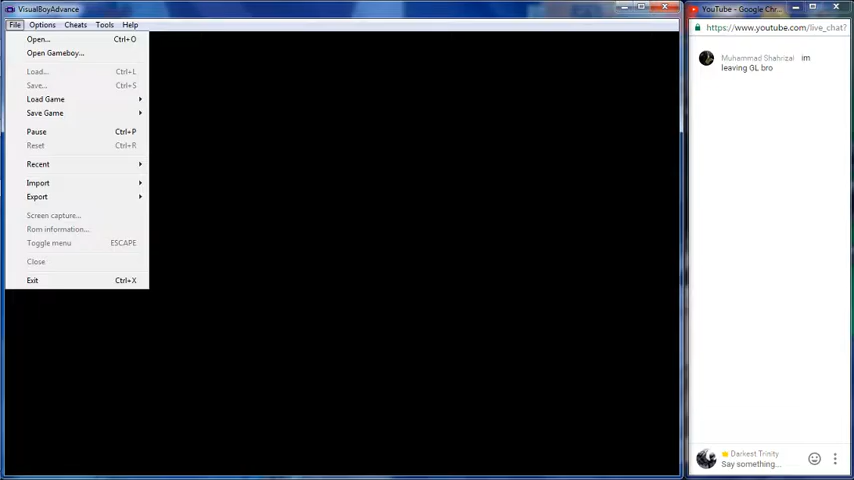 VisualBoyAdvance
File Options Cheats Tools Help
Open... Ctrl+O
Open Gameboy...
Load... Ctrl+L
Save... Ctrl+S
Load Game
Save Game
Pause Ctrl+P
Reset Ctrl+R
Recent
Import
Export
Screen capture...
Rom information...
Toggle menu ESCAPE
Close
Exit Ctrl+X
YouTube - Google Chr...
https://www.youtube.com/live_chat?
Muhammad Shahrizal im
leaving GL bro
Darkest Trinity
Say something...